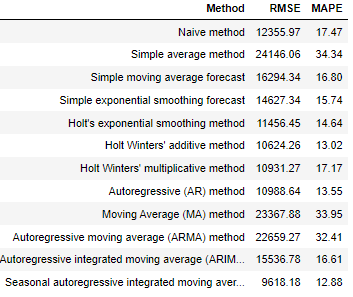 Method RMSE MAPE
Naive method 12355.97 17.47
Simple average method 24146.06 34.34
Simple moving average forecast 16294.34 16.80
Simple exponential smoothing forecast 14627.34 15.74
Holt's exponential smoothing method 11456.45 14.64
Holt Winters' additive method 10624.26 13.02
Holt Winters' multiplicative method 10931.27 17.17
Autoregressive (AR) method 10988.64 13.55
Moving Average (MA) method 23367.88 33.95
Autoregressive moving average (ARMA) method 22659.27 32.41
Autoregressive integrated moving average (ARIM... 15536.78 16.61
Seasonal autoregressive integrated moving aver... 9618.18 12.88